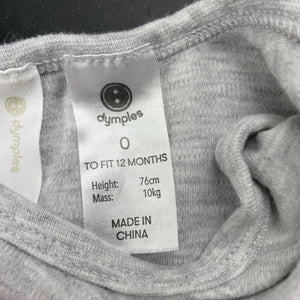 dymples
dymples
0
TO FIT 12 MONTHS
Height: 76cm
Mass: 10kg
MADE IN
CHINA